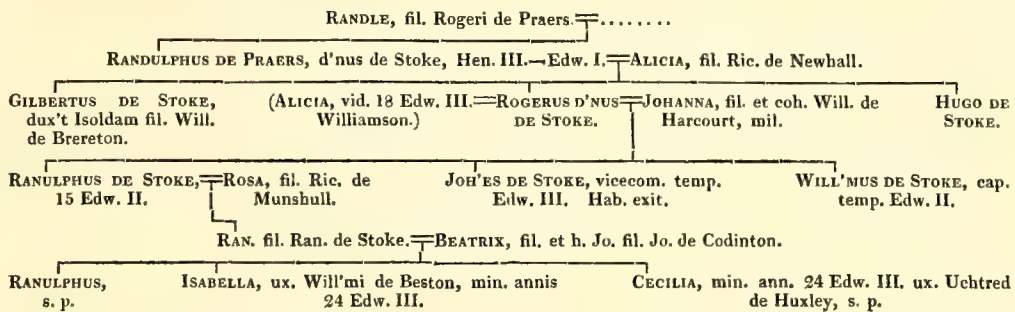 RANDLE, fil. Rogeri de Praers.=........
RANDULPHUS DE PRAERS, d'nus de Stoke, Hen. III.—Edw. I.=ALICIA, fil. Ric. de Newhall.
GILBERTUS DE STOKE, dux't Isoldam fil. Will. de Brereton.
(ALICIA, vid. 18 Edw. III. Williamson.)=ROGERUS D'NUS DE STOKE.=JOHANNA, fil. et coh. Will. de Harcourt, mil.
HUGO DE STOKE.
RANULPHUS DE STOKE, 15 Edw. II.=ROSA, fil. Ric. de Munshull.
JOH'ES DE STOKE, vicecom. temp. Edw. III. Hab. exit.
WILL'MUS DE STOKE, cap. temp. Edw. II.
RAN. fil. Ran. de Stoke.=BEATRIX, fil. et h. Jo. fil. Jo. de Codinton.
RANULPHUS, s. p.
ISABELLA, ux. Will'mi de Beston, min. annis 24 Edw. III.
CECILIA, min. ann. 24 Edw. III. ux. Uchtred de Huxley, s. p.